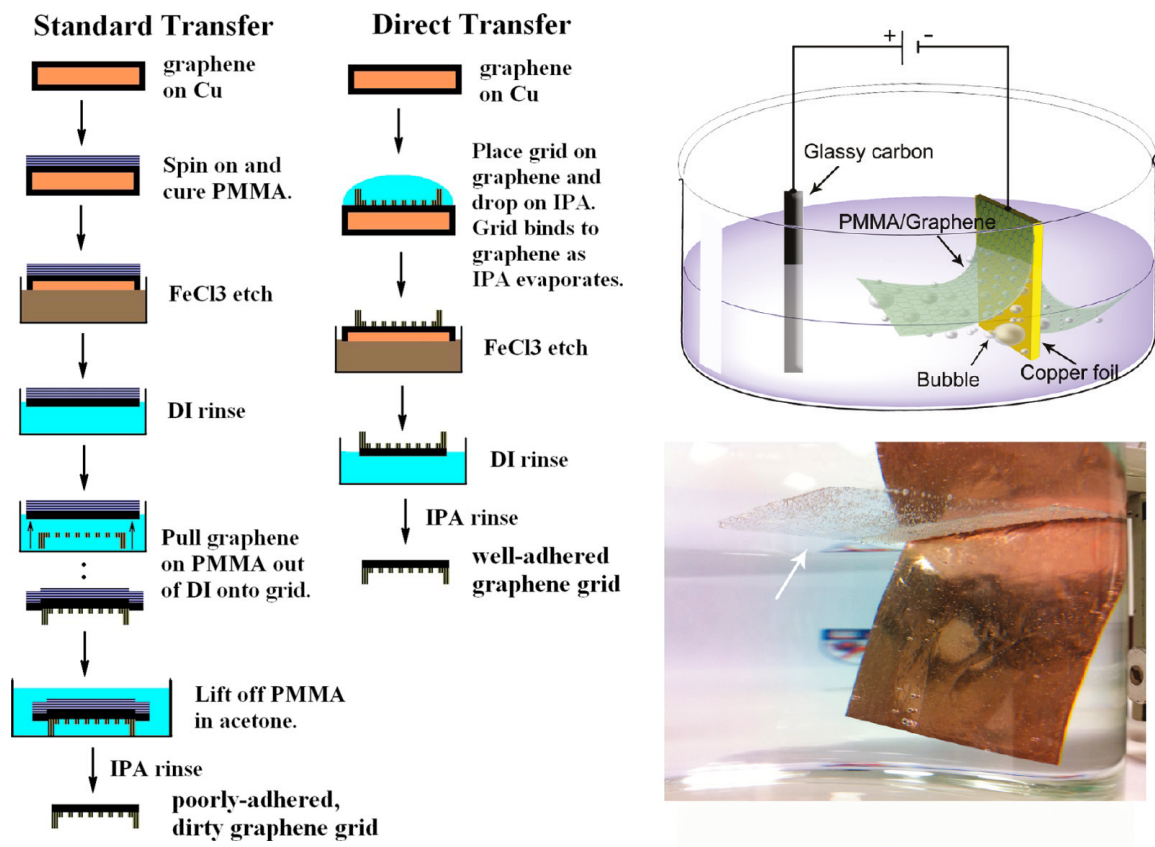 Standard Transfer
graphene
on Cu
Spin on and
cure PMMA.
FeCl3 etch
DI rinse
Pull graphene
on PMMA out
of DI onto grid.
Lift off PMMA
in acetone.
IPA rinse
poorly-adhered,
dirty graphene grid
Direct Transfer
graphene
on Cu
Place grid on
graphene and
drop on IPA.
Grid binds to
graphene as
IPA evaporates.
FeCl3 etch
DI rinse
IPA rinse
well-adhered
graphene grid
+ -
Glassy carbon
PMMA/Graphene
Bubble
Copper foil